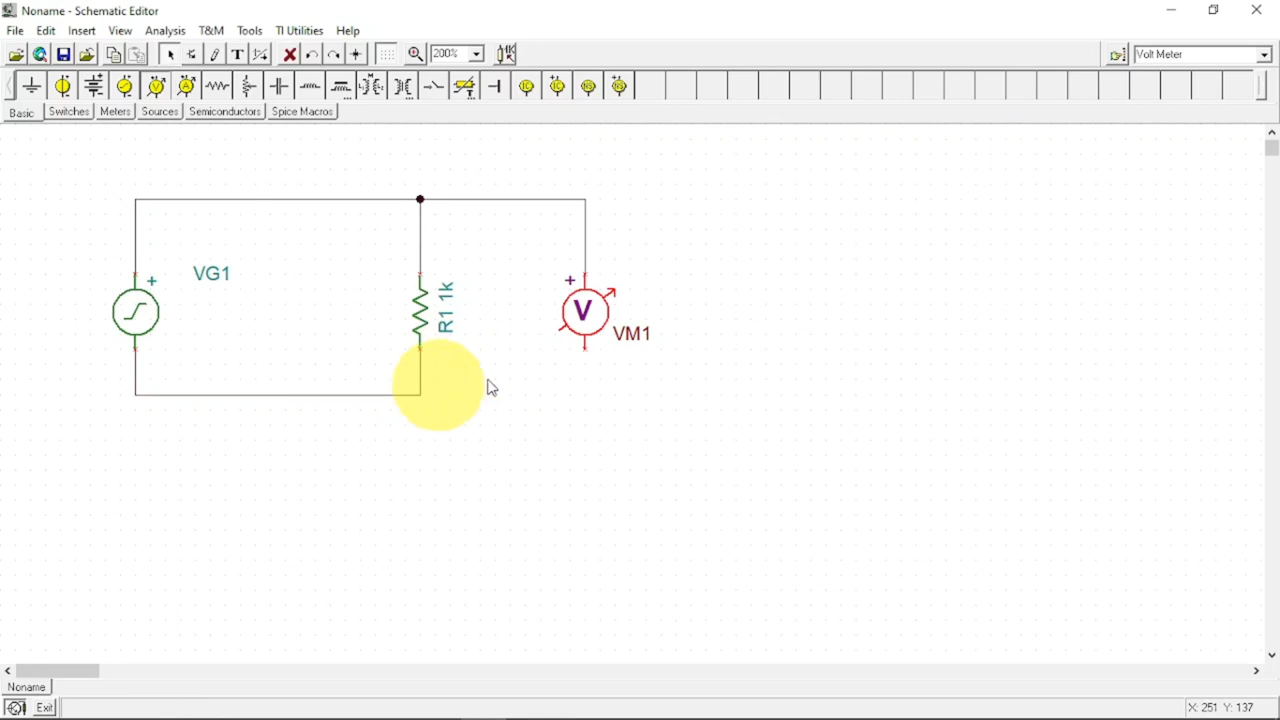 Noname - Schematic Editor
File Edit Insert View Analysis T&M Tools TI Utilities Help
T 200% Volt Meter
Basic Switches Meters Sources Semiconductors Spice Macros
VG1
+
R1 1k
+
V
VM1
Noname
Exit X: 251 Y: 137